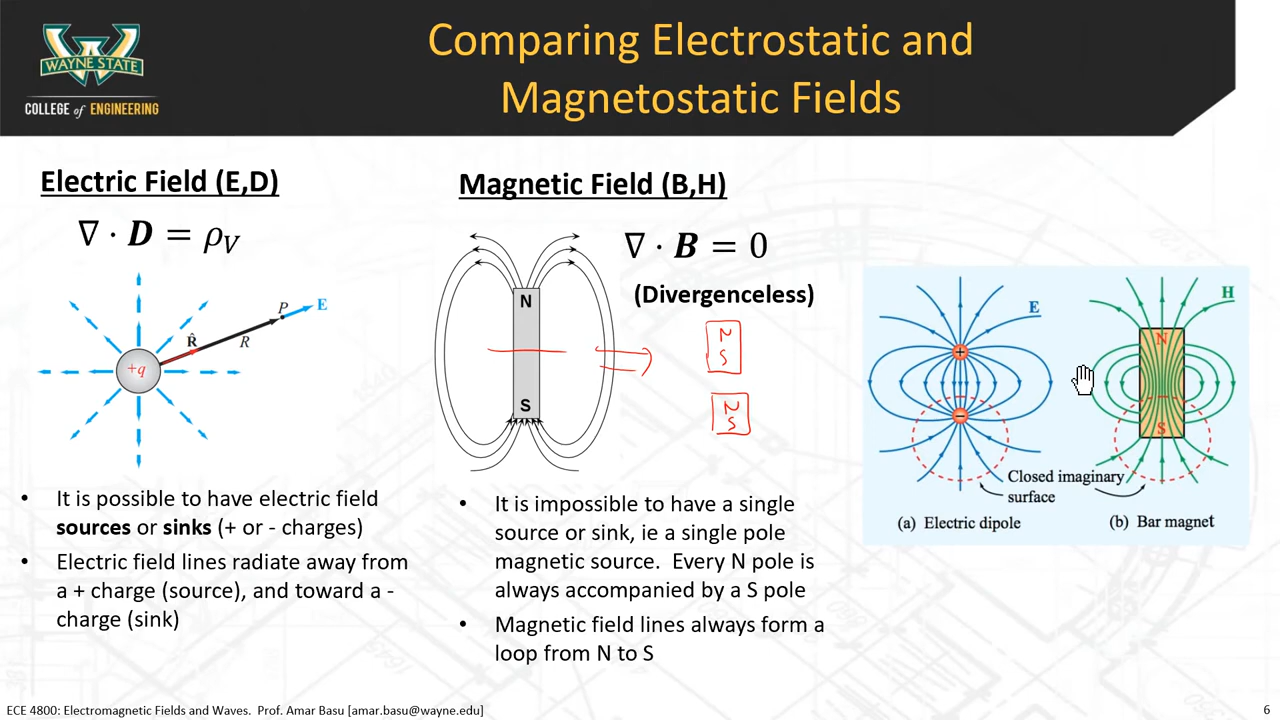 WAYNE STATE
COLLEGE of ENGINEERING
Comparing Electrostatic and
Magnetostatic Fields
Electric Field (E,D)
∇ · D = ρV
+q
R̂
R
P
E
• It is possible to have electric field
sources or sinks (+ or - charges)
• Electric field lines radiate away from
a + charge (source), and toward a -
charge (sink)
Magnetic Field (B,H)
∇ · B = 0
(Divergenceless)
N
S
N
S
N
S
• It is impossible to have a single
source or sink, ie a single pole
magnetic source. Every N pole is
always accompanied by a S pole
• Magnetic field lines always form a
loop from N to S
E
+
−
H
N
S
Closed imaginary
surface
(a) Electric dipole
(b) Bar magnet
ECE 4800: Electromagnetic Fields and Waves. Prof. Amar Basu [amar.basu@wayne.edu]
6